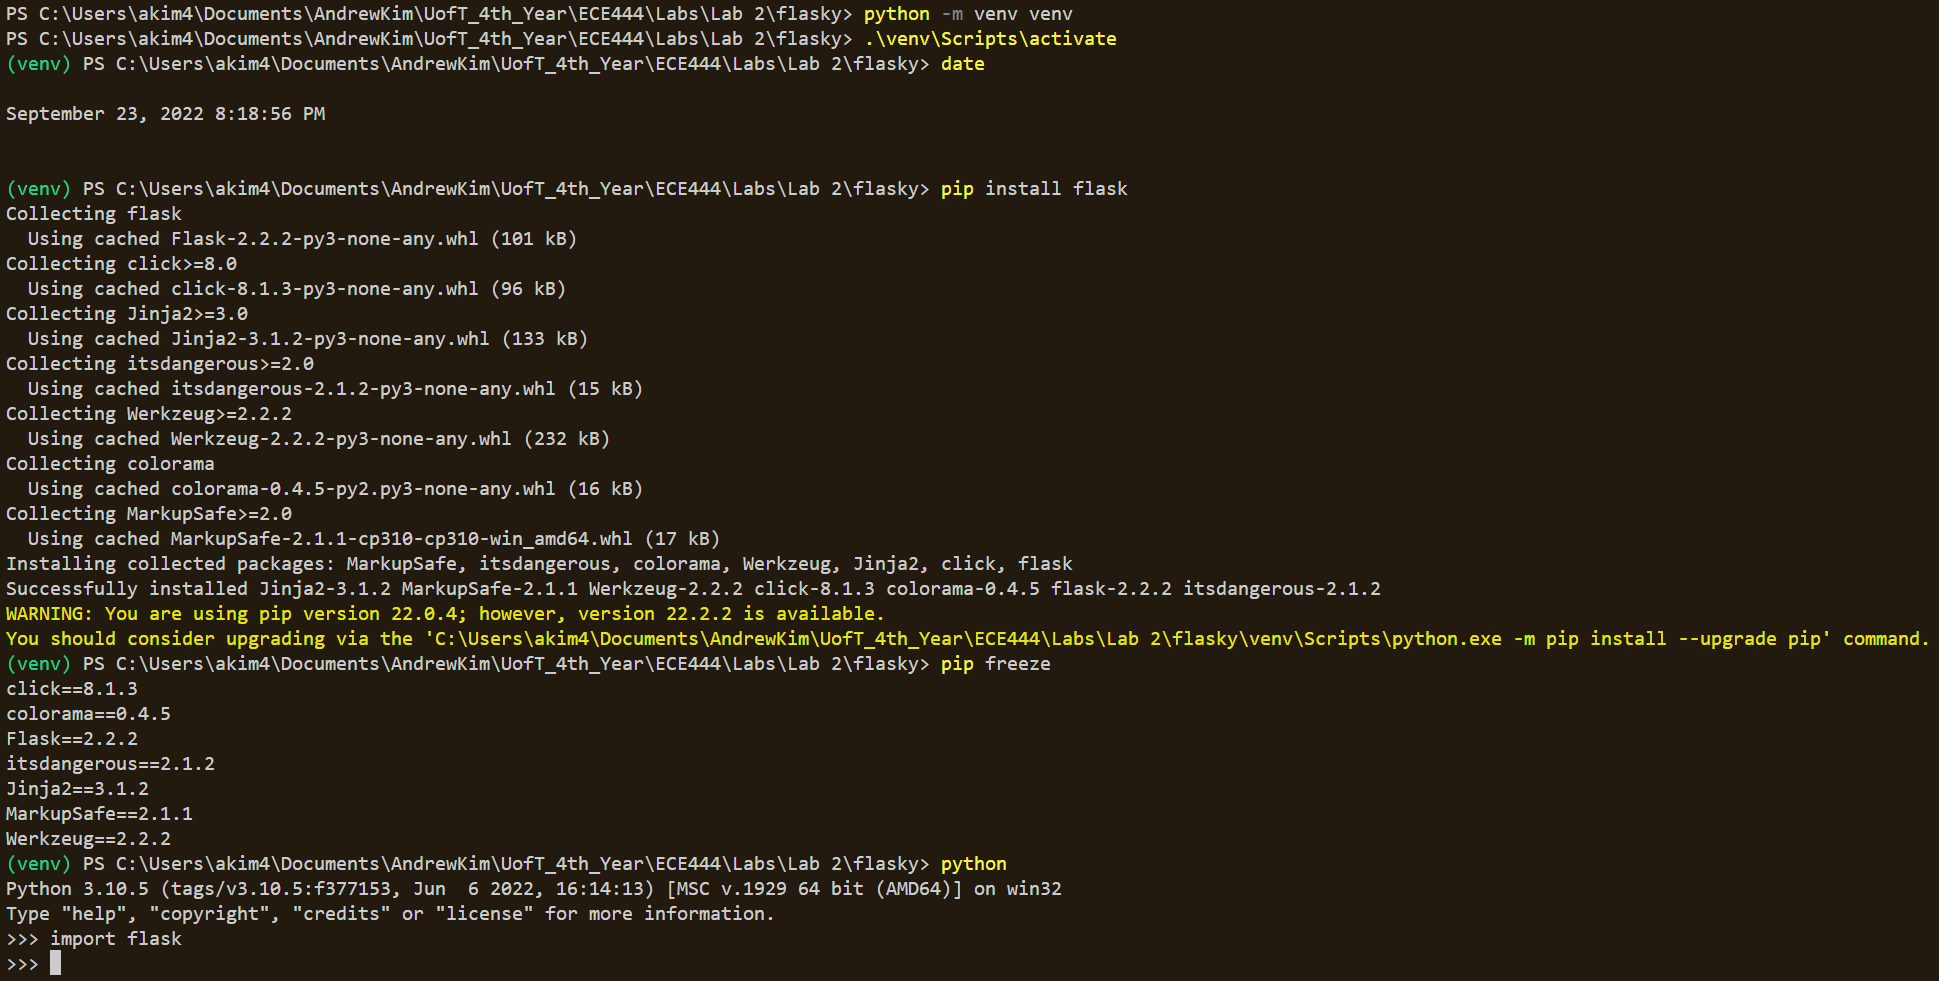 PS C:\Users\akim4\Documents\AndrewKim\UofT_4th_Year\ECE444\Labs\Lab 2\flasky> python -m venv venv
PS C:\Users\akim4\Documents\AndrewKim\UofT_4th_Year\ECE444\Labs\Lab 2\flasky> .\venv\Scripts\activate
(venv) PS C:\Users\akim4\Documents\AndrewKim\UofT_4th_Year\ECE444\Labs\Lab 2\flasky> date
September 23, 2022 8:18:56 PM
(venv) PS C:\Users\akim4\Documents\AndrewKim\UofT_4th_Year\ECE444\Labs\Lab 2\flasky> pip install flask
Collecting flask
  Using cached Flask-2.2.2-py3-none-any.whl (101 kB)
Collecting click>=8.0
  Using cached click-8.1.3-py3-none-any.whl (96 kB)
Collecting Jinja2>=3.0
  Using cached Jinja2-3.1.2-py3-none-any.whl (133 kB)
Collecting itsdangerous>=2.0
  Using cached itsdangerous-2.1.2-py3-none-any.whl (15 kB)
Collecting Werkzeug>=2.2.2
  Using cached Werkzeug-2.2.2-py3-none-any.whl (232 kB)
Collecting colorama
  Using cached colorama-0.4.5-py2.py3-none-any.whl (16 kB)
Collecting MarkupSafe>=2.0
  Using cached MarkupSafe-2.1.1-cp310-cp310-win_amd64.whl (17 kB)
Installing collected packages: MarkupSafe, itsdangerous, colorama, Werkzeug, Jinja2, click, flask
Successfully installed Jinja2-3.1.2 MarkupSafe-2.1.1 Werkzeug-2.2.2 click-8.1.3 colorama-0.4.5 flask-2.2.2 itsdangerous-2.1.2
WARNING: You are using pip version 22.0.4; however, version 22.2.2 is available.
You should consider upgrading via the 'C:\Users\akim4\Documents\AndrewKim\UofT_4th_Year\ECE444\Labs\Lab 2\flasky\venv\Scripts\python.exe -m pip install --upgrade pip' command.
(venv) PS C:\Users\akim4\Documents\AndrewKim\UofT_4th_Year\ECE444\Labs\Lab 2\flasky> pip freeze
click==8.1.3
colorama==0.4.5
Flask==2.2.2
itsdangerous==2.1.2
Jinja2==3.1.2
MarkupSafe==2.1.1
Werkzeug==2.2.2
(venv) PS C:\Users\akim4\Documents\AndrewKim\UofT_4th_Year\ECE444\Labs\Lab 2\flasky> python
Python 3.10.5 (tags/v3.10.5:f377153, Jun  6 2022, 16:14:13) [MSC v.1929 64 bit (AMD64)] on win32
Type "help", "copyright", "credits" or "license" for more information.
>>> import flask
>>>